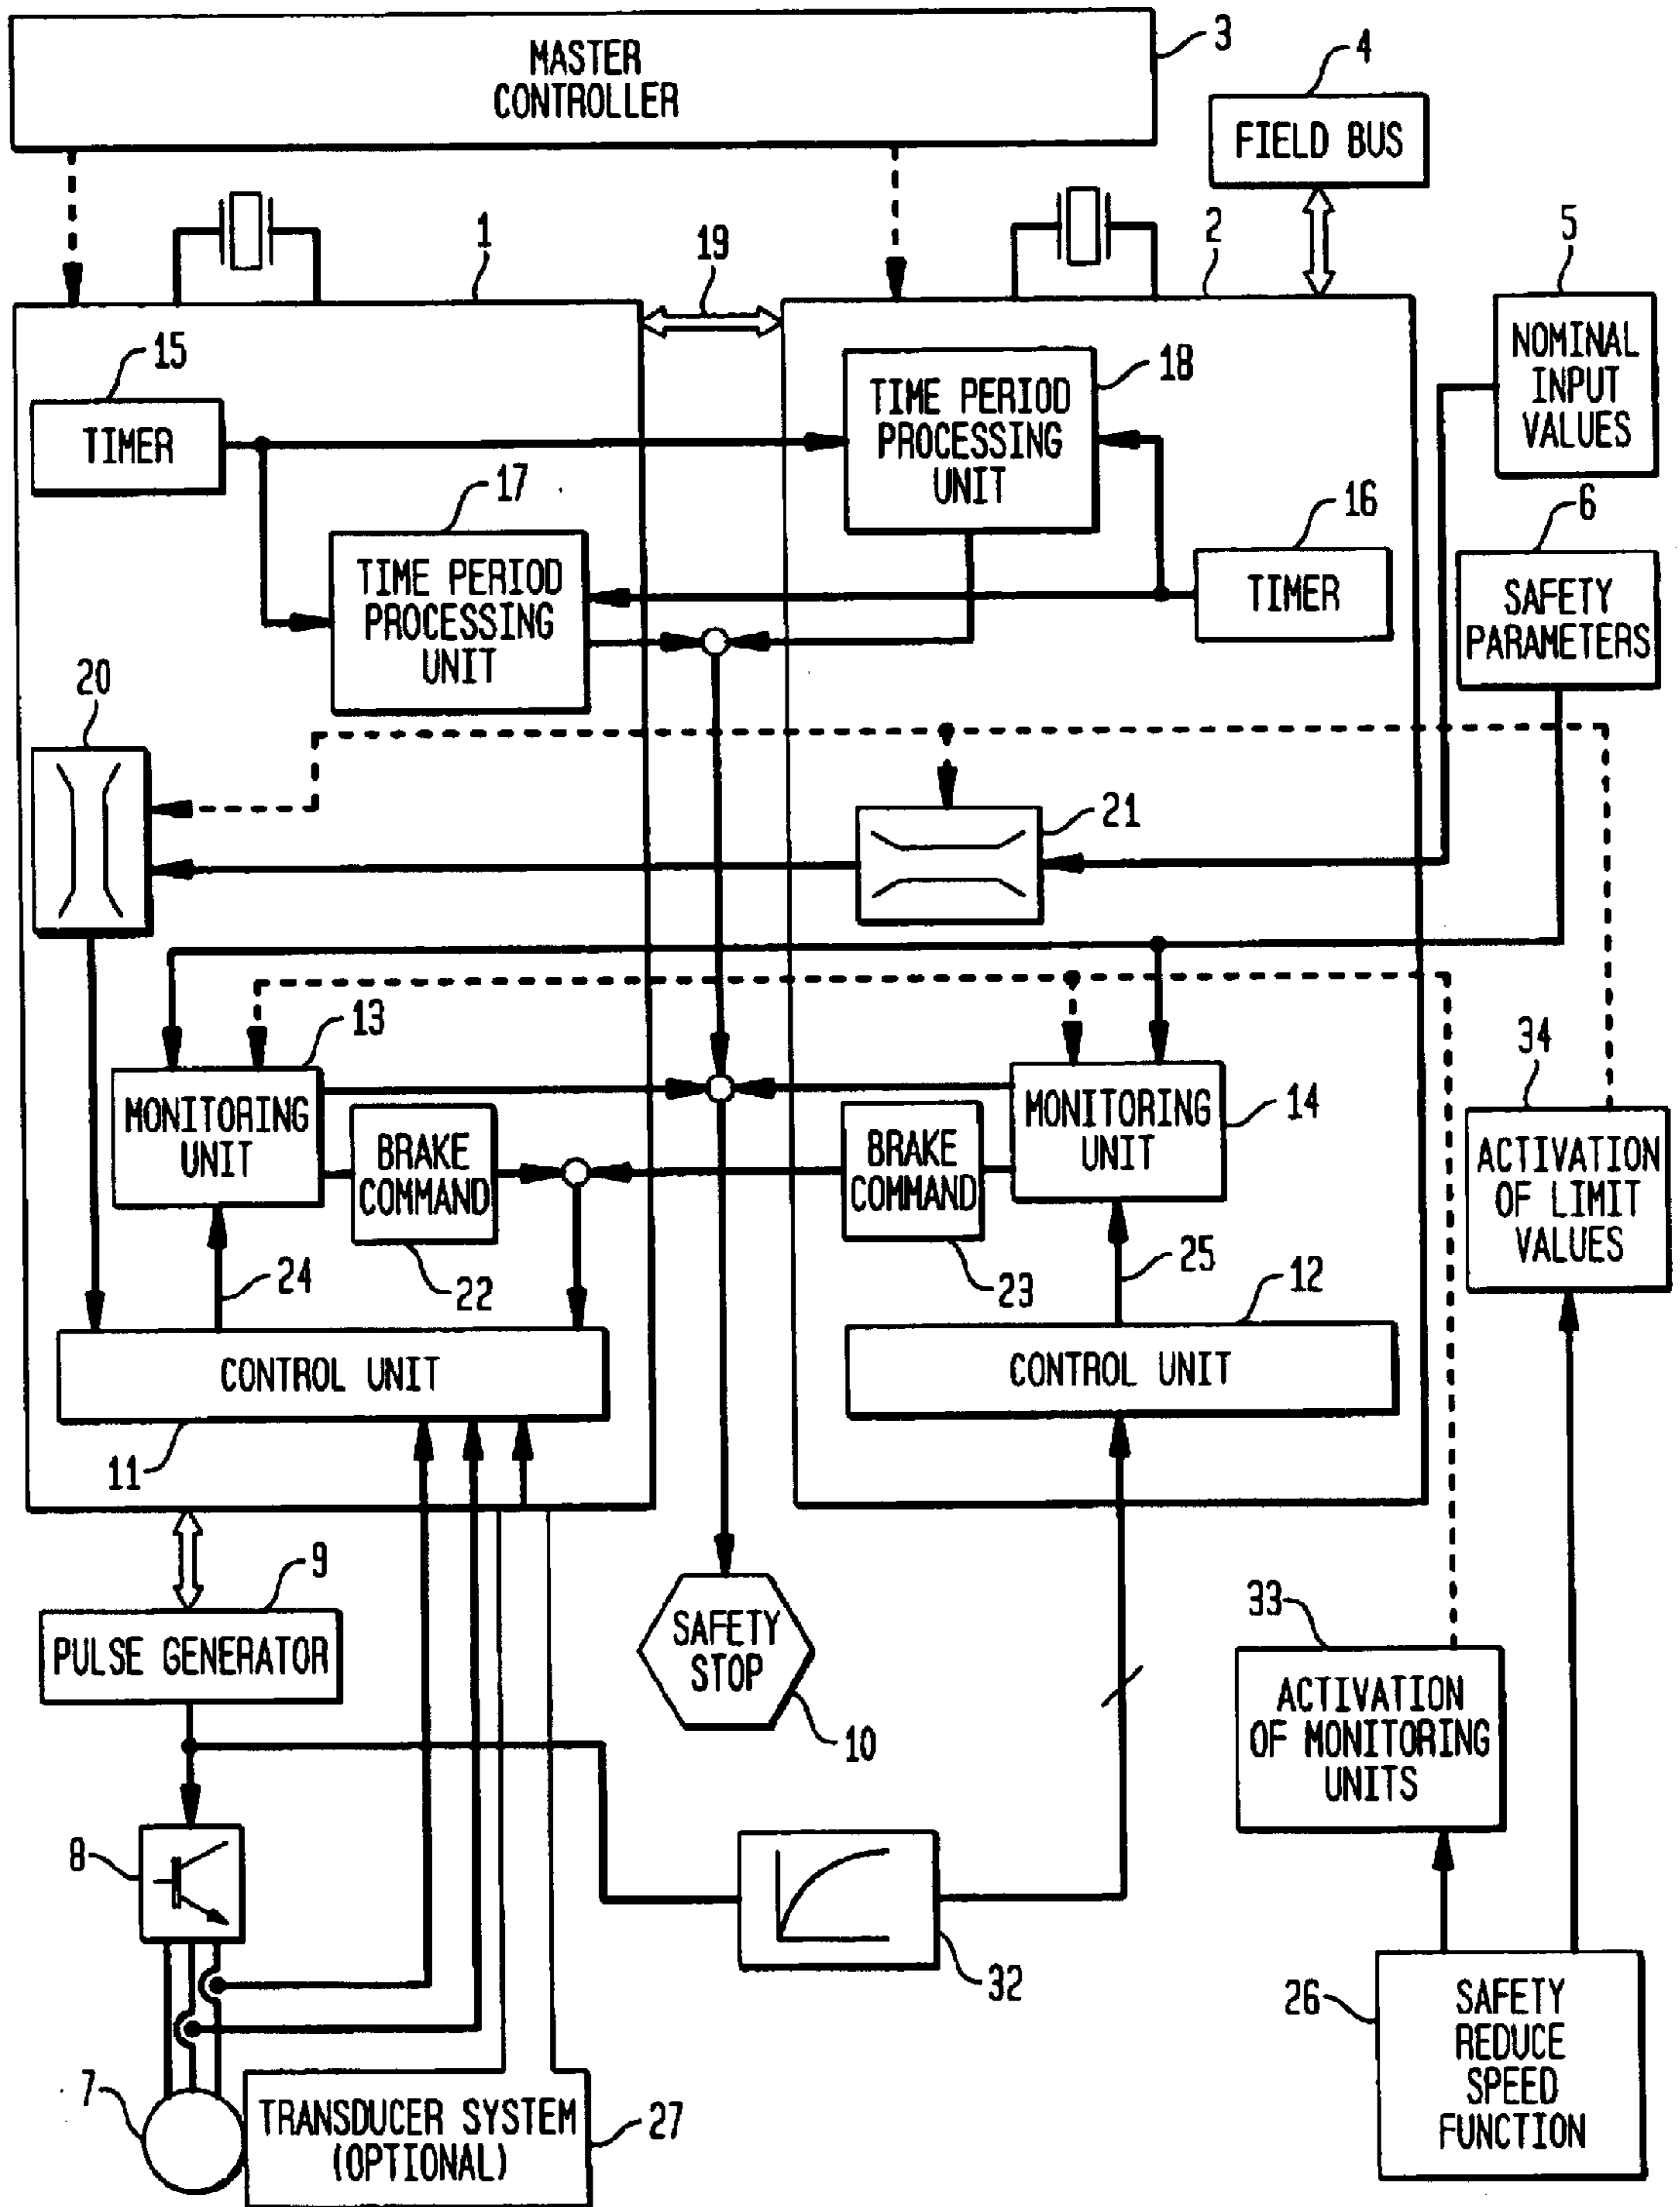 MASTER
CONTROLLER
3
4
FIELD BUS
1
19
2
5
NOMINAL
INPUT
VALUES
15
TIMER
18
TIME PERIOD
PROCESSING
UNIT
17
TIME PERIOD
PROCESSING
UNIT
16
TIMER
6
SAFETY
PARAMETERS
20
21
13
MONITORING
UNIT
BRAKE
COMMAND
22
24
MONITORING
UNIT
14
BRAKE
COMMAND
23
25
12
34
ACTIVATION
OF LIMIT
VALUES
CONTROL UNIT
11
CONTROL UNIT
9
PULSE GENERATOR
SAFETY
STOP
10
33
ACTIVATION
OF MONITORING
UNITS
8
32
26
SAFETY
REDUCE
SPEED
FUNCTION
7
TRANSDUCER SYSTEM
(OPTIONAL)
27